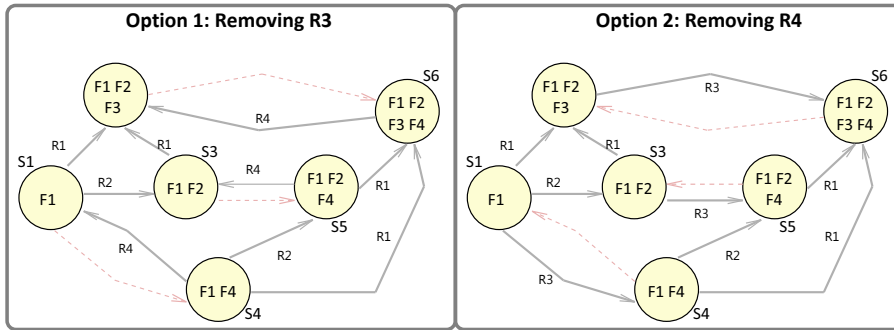 Option 1: Removing R3
S6
F1 F2
F3
F1 F2
F3 F4
R4
R1
R1
S1
S3
R4
R2
F1 F2
F1 F2
F4
R1
F1
S5
R4
R2
R1
F1 F4
S4
Option 2: Removing R4
S6
F1 F2
F3
R3
F1 F2
F3 F4
R1
R1
S1
S3
R2
F1 F2
F1 F2
F4
R1
F1
R3
S5
R1
R2
R3
F1 F4
S4